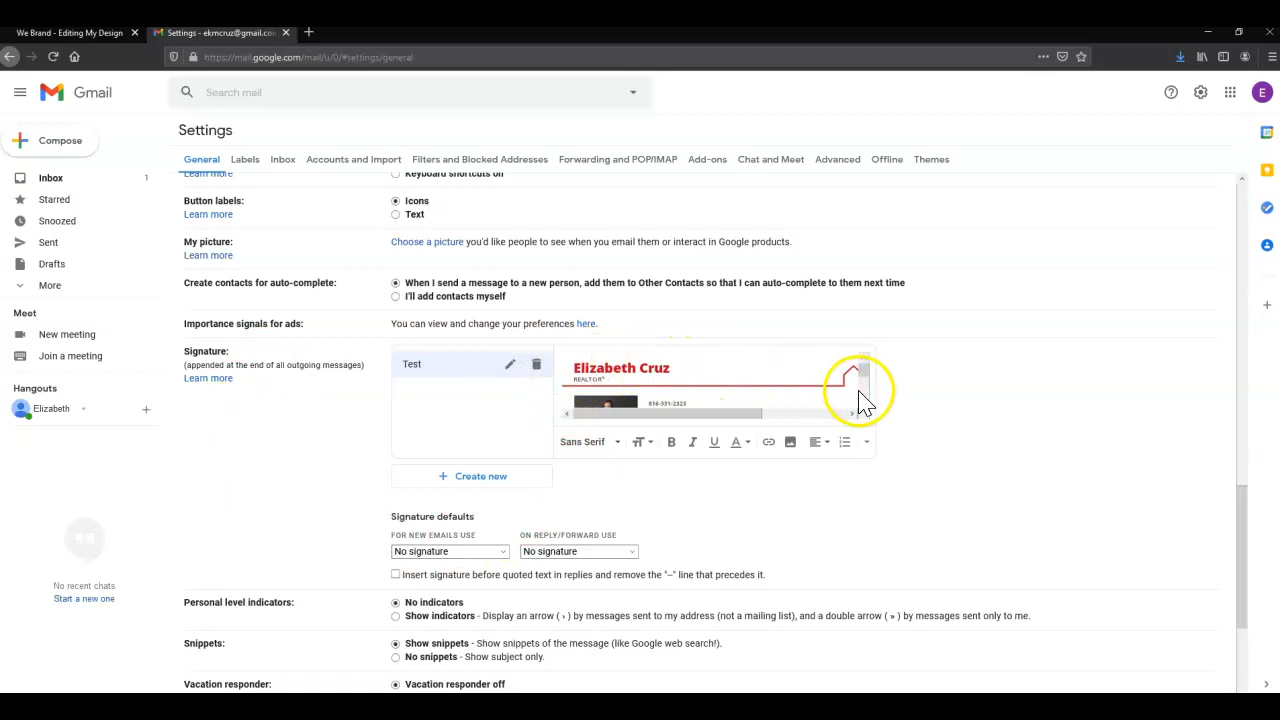 We Brand - Editing My Design
Settings - ekrncruz@gmail.co
https://mail.google.com/mail/u/0/#settings/general
Gmail
Search mail
E
Compose
Settings
General Labels Inbox Accounts and Import Filters and Blocked Addresses Forwarding and POP/IMAP Add-ons Chat and Meet Advanced Offline Themes
Inbox 1
Starred
Snoozed
Sent
Drafts
More
Meet
New meeting
Join a meeting
Hangouts
Elizabeth
No recent chats
Start a new one
Learn more
Keyboard shortcuts on
Button labels:
Learn more
Icons
Text
My picture:
Learn more
Choose a picture you'd like people to see when you email them or interact in Google products.
Create contacts for auto-complete:
When I send a message to a new person, add them to Other Contacts so that I can auto-complete to them next time
I'll add contacts myself
Importance signals for ads:
You can view and change your preferences here.
Signature:
(appended at the end of all outgoing messages)
Learn more
Test
Elizabeth Cruz
REALTOR®
816-331-2323
Sans Serif
Create new
Signature defaults
FOR NEW EMAILS USE
No signature
ON REPLY/FORWARD USE
No signature
Insert signature before quoted text in replies and remove the "--" line that precedes it.
Personal level indicators:
No indicators
Show indicators - Display an arrow ( › ) by messages sent to my address (not a mailing list), and a double arrow ( » ) by messages sent only to me.
Snippets:
Show snippets - Show snippets of the message (like Google web search!).
No snippets - Show subject only.
Vacation responder:
Vacation responder off